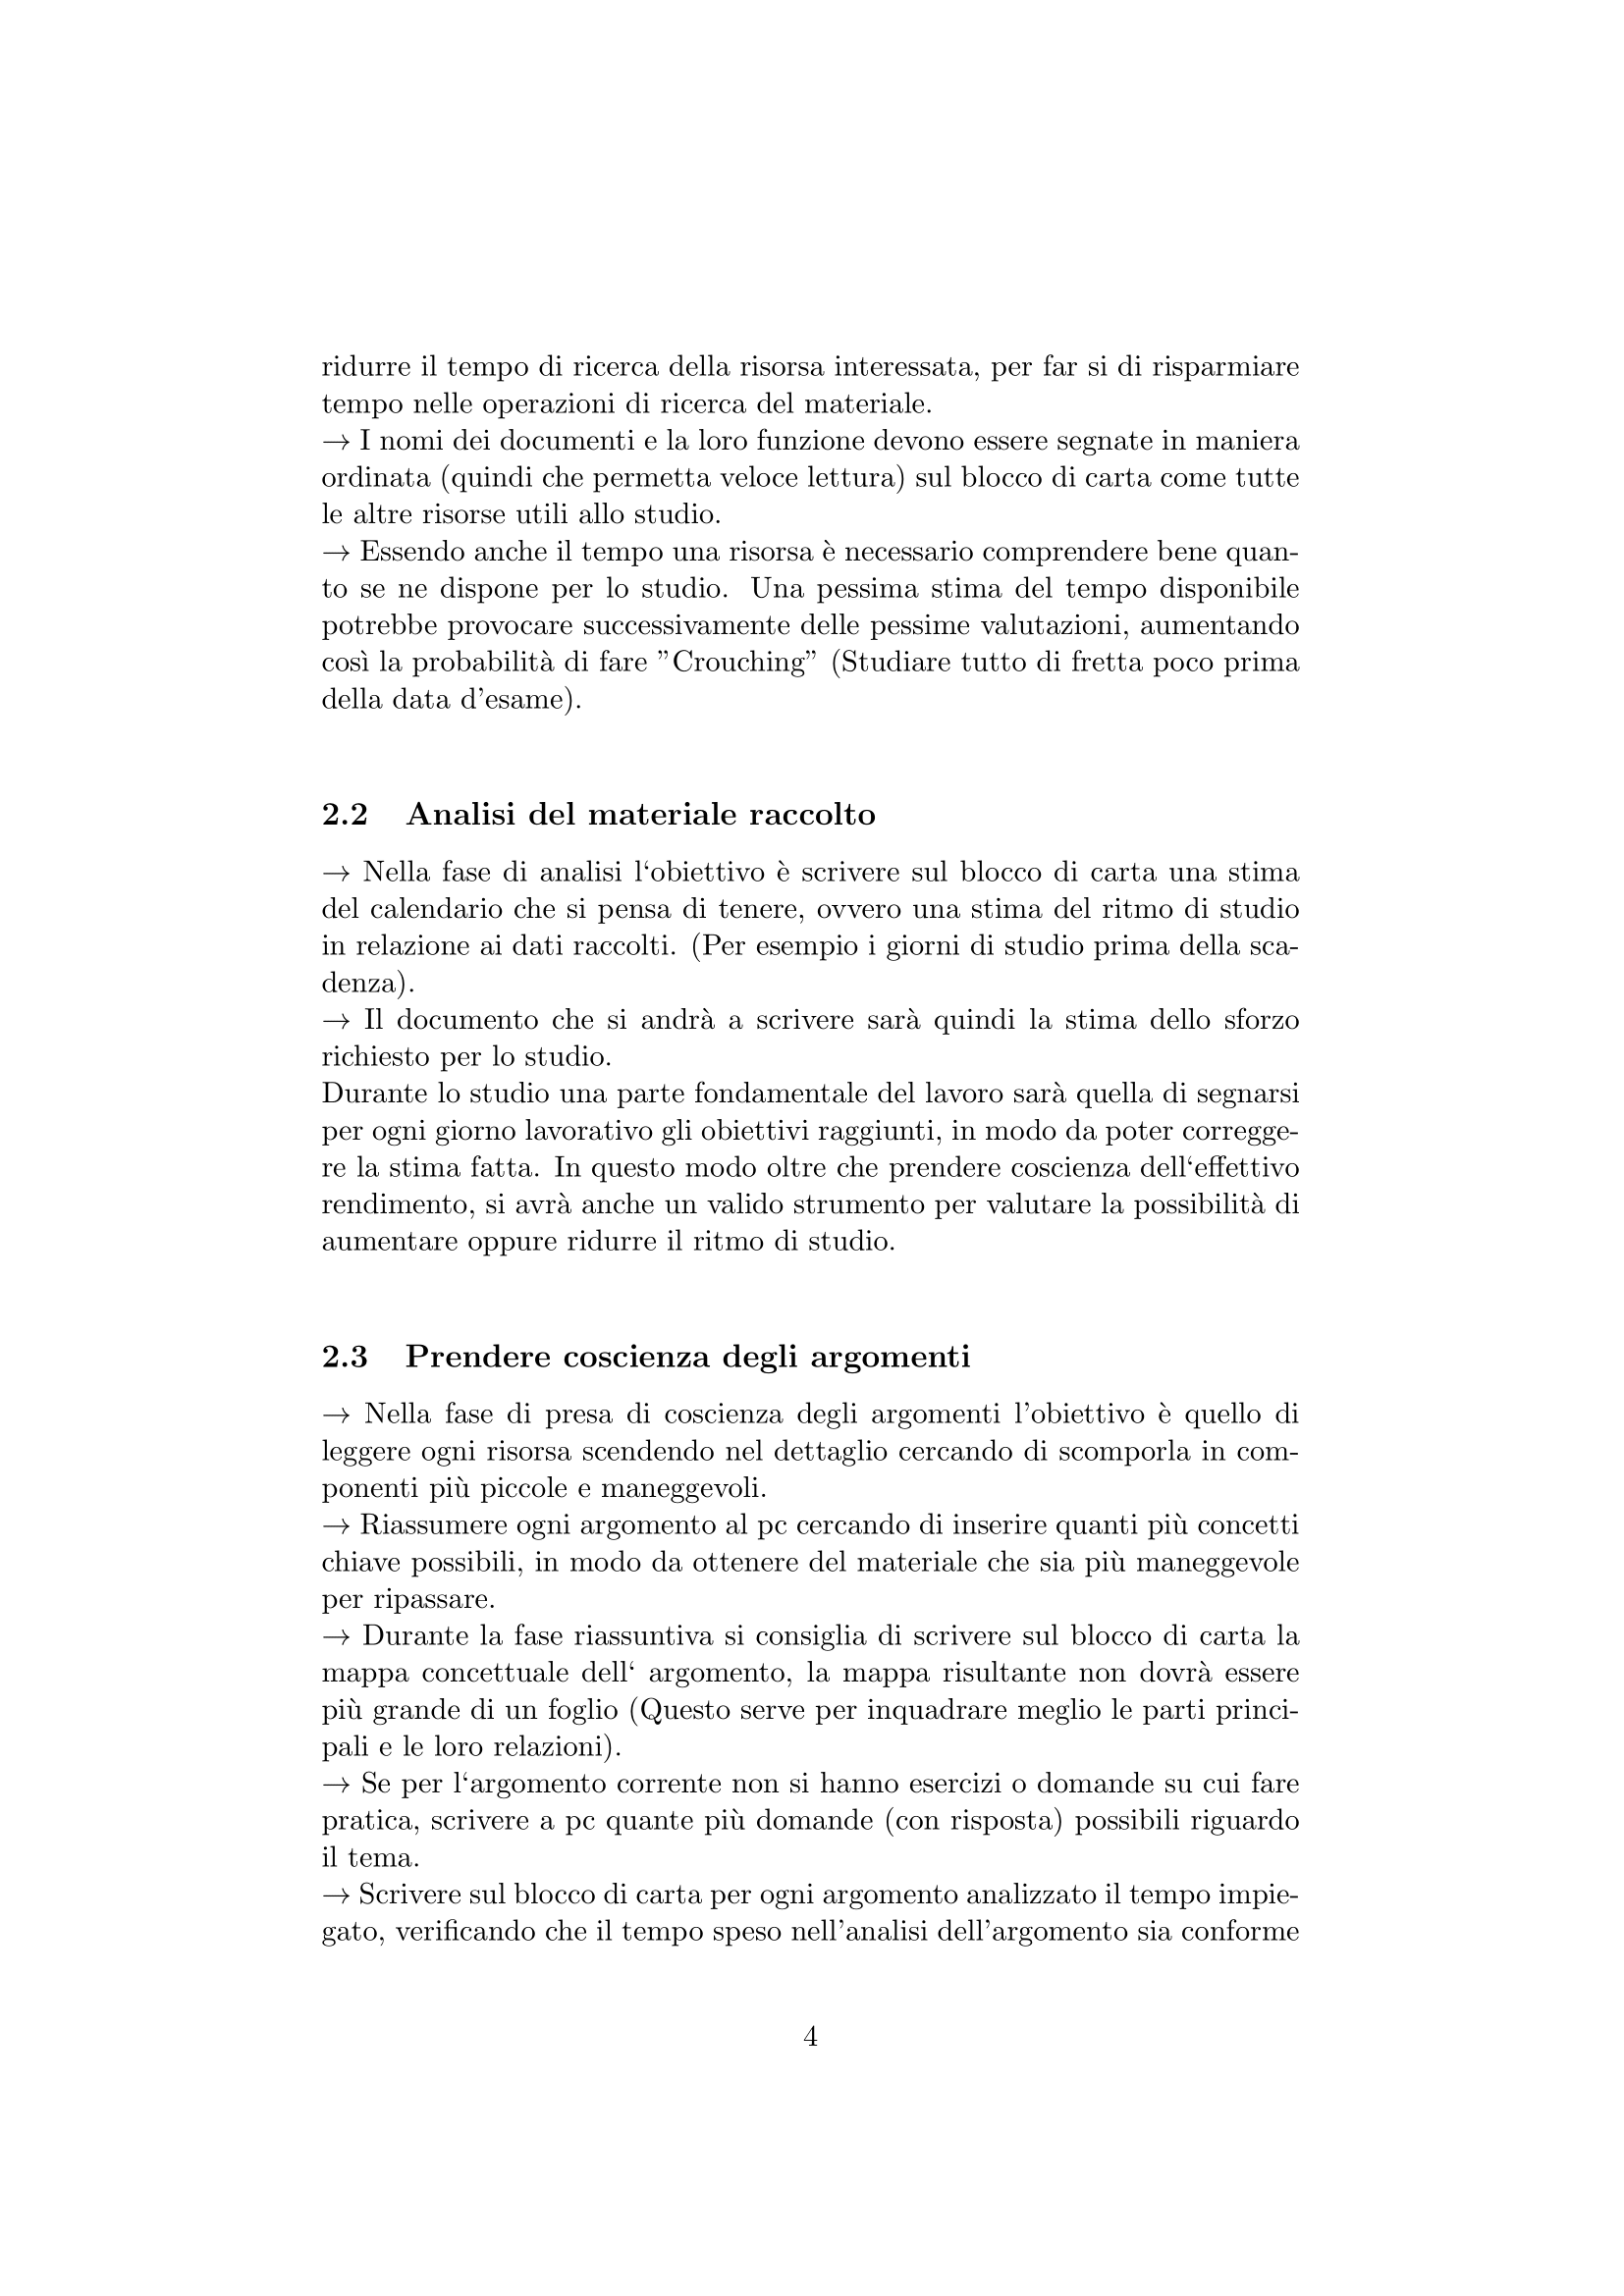 ridurre il tempo di ricerca della risorsa interessata, per far si di risparmiare
tempo nelle operazioni di ricerca del materiale.
→ I nomi dei documenti e la loro funzione devono essere segnate in maniera
ordinata (quindi che permetta veloce lettura) sul blocco di carta come tutte
le altre risorse utili allo studio.
→ Essendo anche il tempo una risorsa è necessario comprendere bene quan-
to se ne dispone per lo studio. Una pessima stima del tempo disponibile
potrebbe provocare successivamente delle pessime valutazioni, aumentando
così la probabilità di fare ”Crouching” (Studiare tutto di fretta poco prima
della data d’esame).
2.2 Analisi del materiale raccolto
→ Nella fase di analisi l‘obiettivo è scrivere sul blocco di carta una stima
del calendario che si pensa di tenere, ovvero una stima del ritmo di studio
in relazione ai dati raccolti. (Per esempio i giorni di studio prima della sca-
denza).
→ Il documento che si andrà a scrivere sarà quindi la stima dello sforzo
richiesto per lo studio.
Durante lo studio una parte fondamentale del lavoro sarà quella di segnarsi
per ogni giorno lavorativo gli obiettivi raggiunti, in modo da poter corregge-
re la stima fatta. In questo modo oltre che prendere coscienza dell‘effettivo
rendimento, si avrà anche un valido strumento per valutare la possibilità di
aumentare oppure ridurre il ritmo di studio.
2.3 Prendere coscienza degli argomenti
→ Nella fase di presa di coscienza degli argomenti l’obiettivo è quello di
leggere ogni risorsa scendendo nel dettaglio cercando di scomporla in com-
ponenti più piccole e maneggevoli.
→ Riassumere ogni argomento al pc cercando di inserire quanti più concetti
chiave possibili, in modo da ottenere del materiale che sia più maneggevole
per ripassare.
→ Durante la fase riassuntiva si consiglia di scrivere sul blocco di carta la
mappa concettuale dell‘ argomento, la mappa risultante non dovrà essere
più grande di un foglio (Questo serve per inquadrare meglio le parti princi-
pali e le loro relazioni).
→ Se per l‘argomento corrente non si hanno esercizi o domande su cui fare
pratica, scrivere a pc quante più domande (con risposta) possibili riguardo
il tema.
→ Scrivere sul blocco di carta per ogni argomento analizzato il tempo impie-
gato, verificando che il tempo speso nell’analisi dell’argomento sia conforme
4